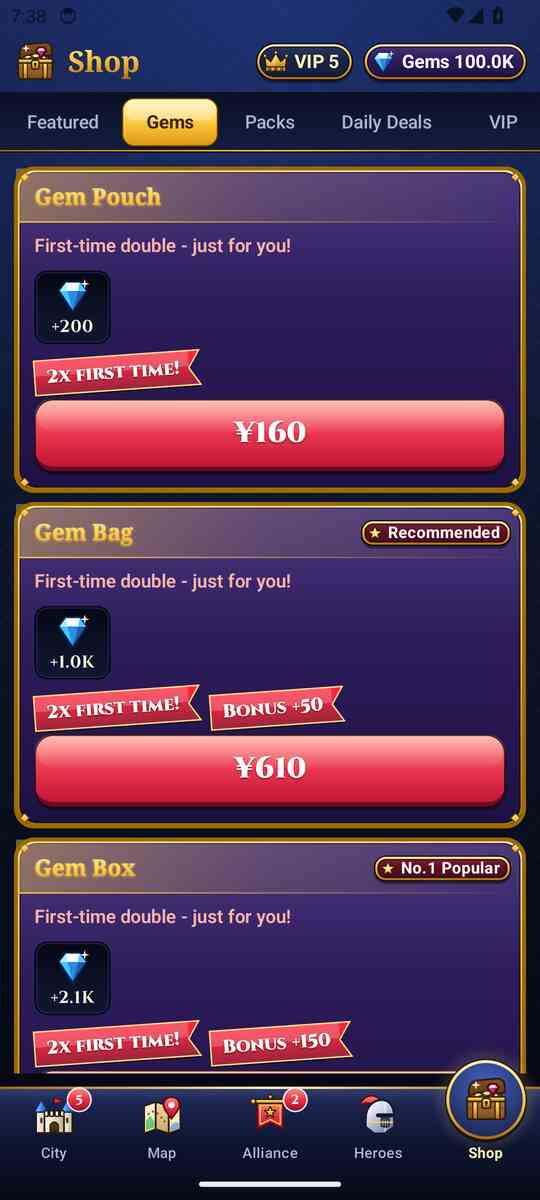 7:38
Shop
VIP 5
Gems 100.0K
Featured
Gems
Packs
Daily Deals
VIP
Gem Pouch
First-time double - just for you!
+200
2X FIRST TIME!
¥160
Gem Bag
Recommended
First-time double - just for you!
+1.0K
2X FIRST TIME!
BONUS +50
¥610
Gem Box
No.1 Popular
First-time double - just for you!
+2.1K
2X FIRST TIME!
BONUS +150
5
2
City
Map
Alliance
Heroes
Shop